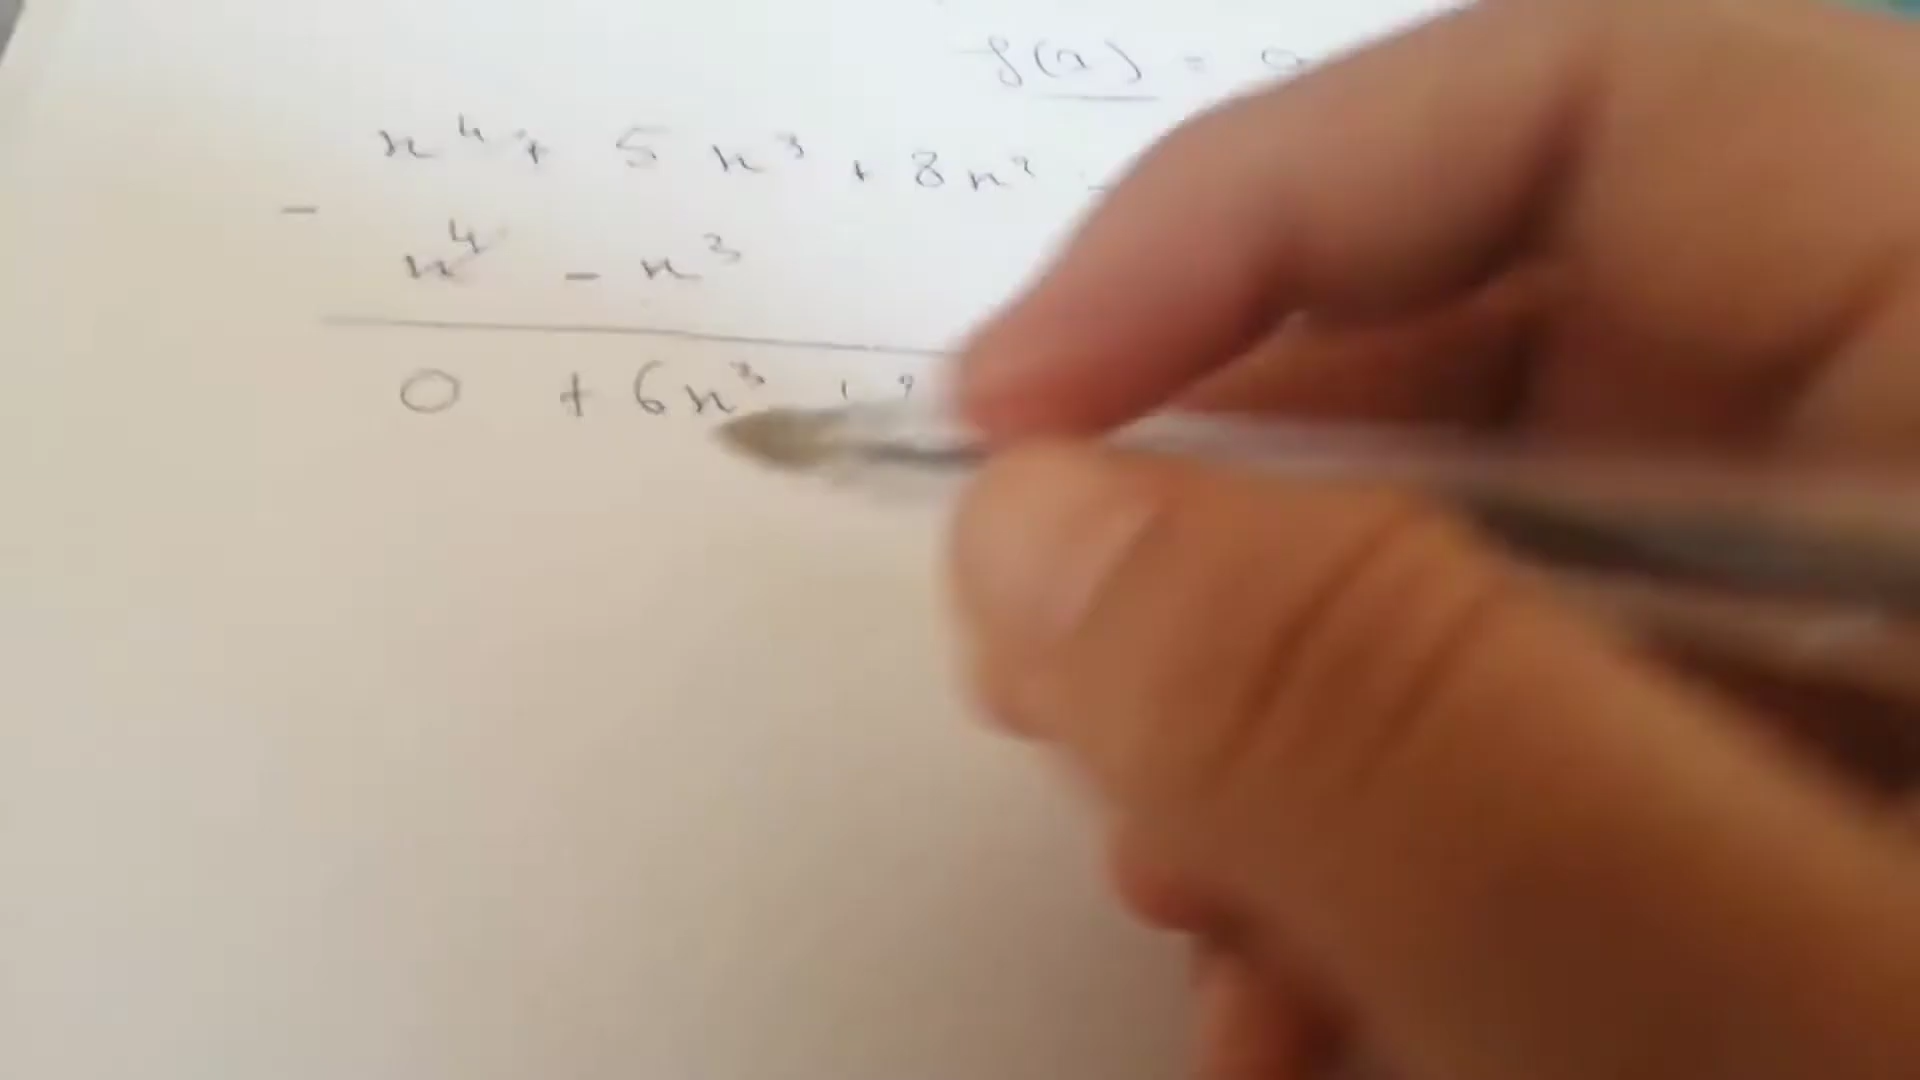 f(x) =
x⁴ + 5x³ + 8x²
- x⁴ - x³
0 + 6x³ +